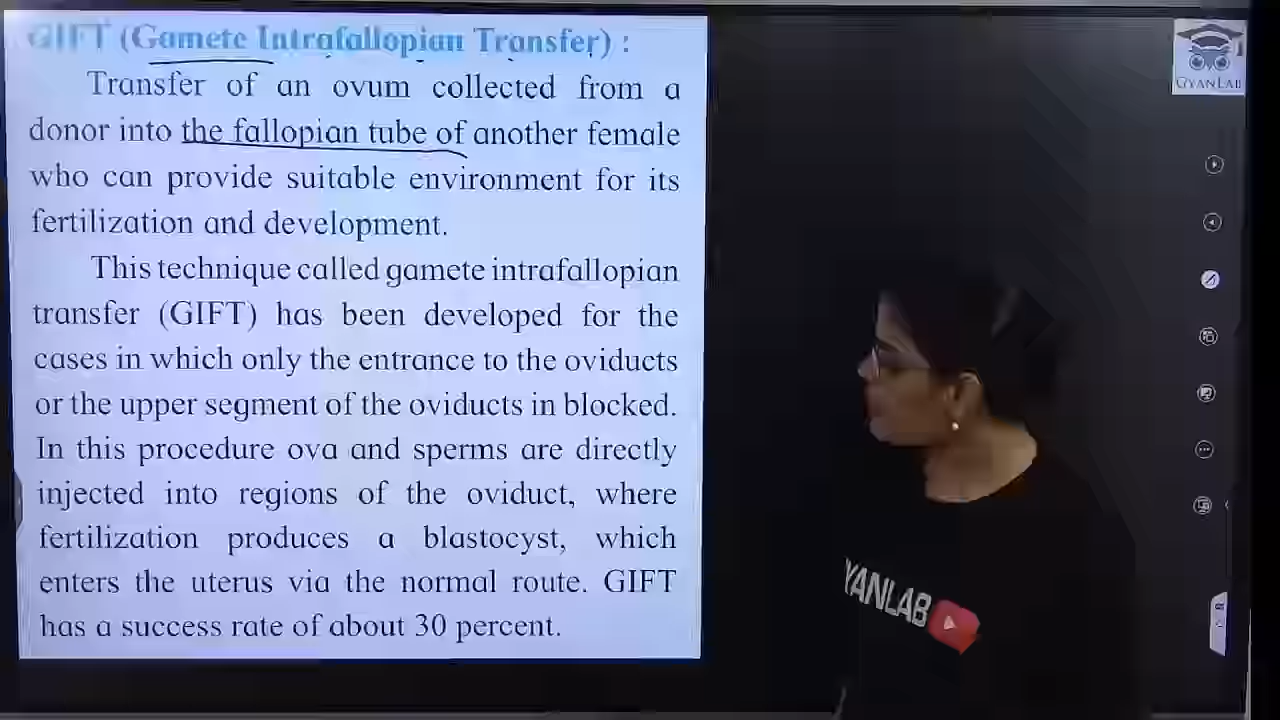 GIFT (Gamete Intrafallopian Transfer) :
Transfer of an ovum collected from a
donor into the fallopian tube of another female
who can provide suitable environment for its
fertilization and development.
This technique called gamete intrafallopian
transfer (GIFT) has been developed for the
cases in which only the entrance to the oviducts
or the upper segment of the oviducts in blocked.
In this procedure ova and sperms are directly
injected into regions of the oviduct, where
fertilization produces a blastocyst, which
enters the uterus via the normal route. GIFT
has a success rate of about 30 percent.
GYANLAB
YANLAB